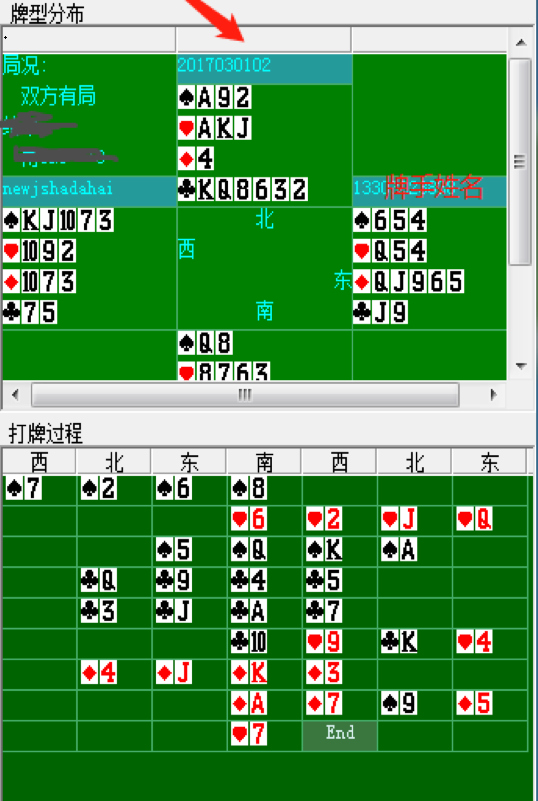 牌型分布
局况:
2017030102
双方有局
♠A92
♥AKJ
♦4
♣KQ8632
newjshadahai
1330
牌手姓名
♠KJ1073
北
♠654
♥1092
西
♥Q54
♦1073
东
♦QJ965
♣75
南
♣J9
♠Q8
♥8763
打牌过程
西 北 东 南 西 北 东
♠7 ♠2 ♠6 ♠8
♥6 ♥2 ♥J ♥Q
♠5 ♠Q ♠K ♠A
♣Q ♣9 ♣4 ♣5
♣3 ♣J ♣A ♣7
♣10 ♥9 ♣K ♥4
♦4 ♦J ♦K ♦3
♦A ♦7 ♠9 ♦5
♥7 End